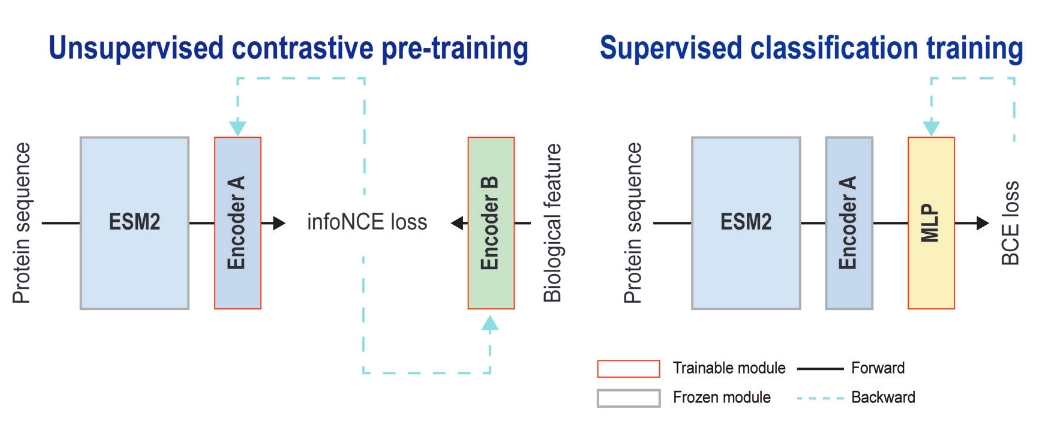 Unsupervised contrastive pre-training
Protein sequence
ESM2
Encoder A
infoNCE loss
Encoder B
Biological feature
Supervised classification training
Protein sequence
ESM2
Encoder A
MLP
BCE loss
Trainable module
Forward
Frozen module
Backward